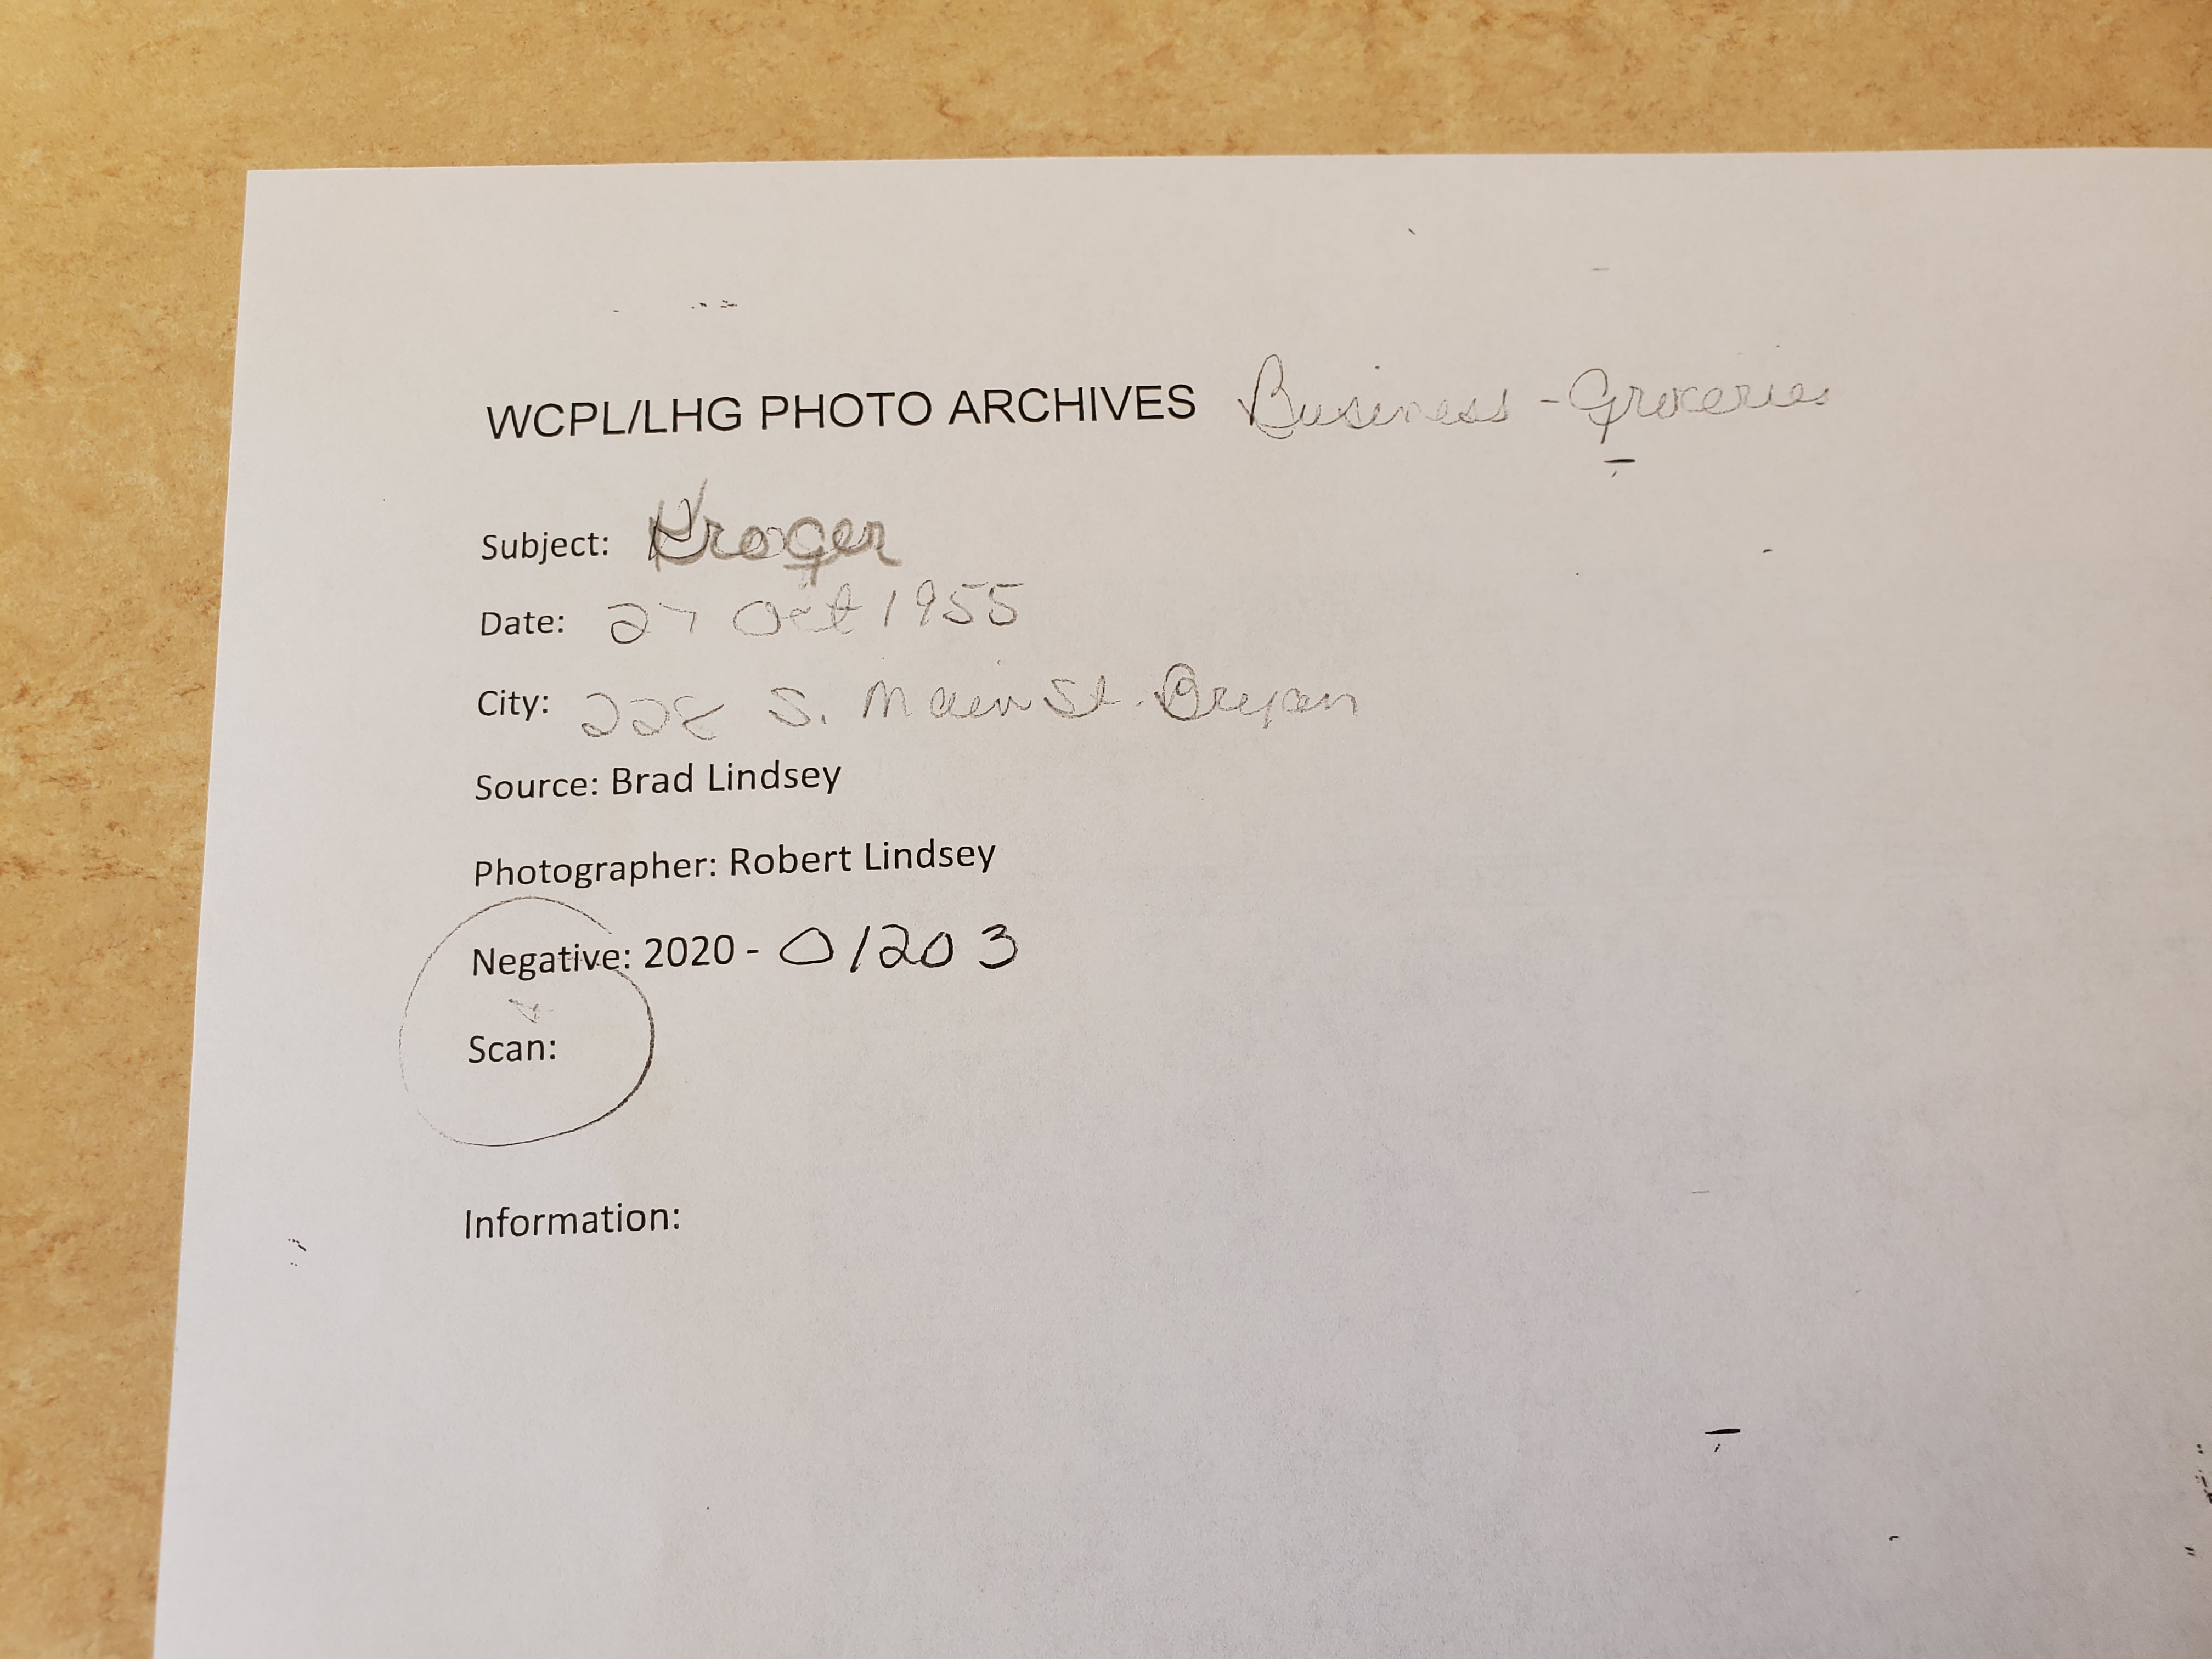 WCPL/LHG PHOTO ARCHIVES Business - Groceries
Subject: Kroger
Date: 27 Oct 1955
City: 228 S. Main St. Bryan
Source: Brad Lindsey
Photographer: Robert Lindsey
Negative: 2020 - 01203
Scan:
Information: